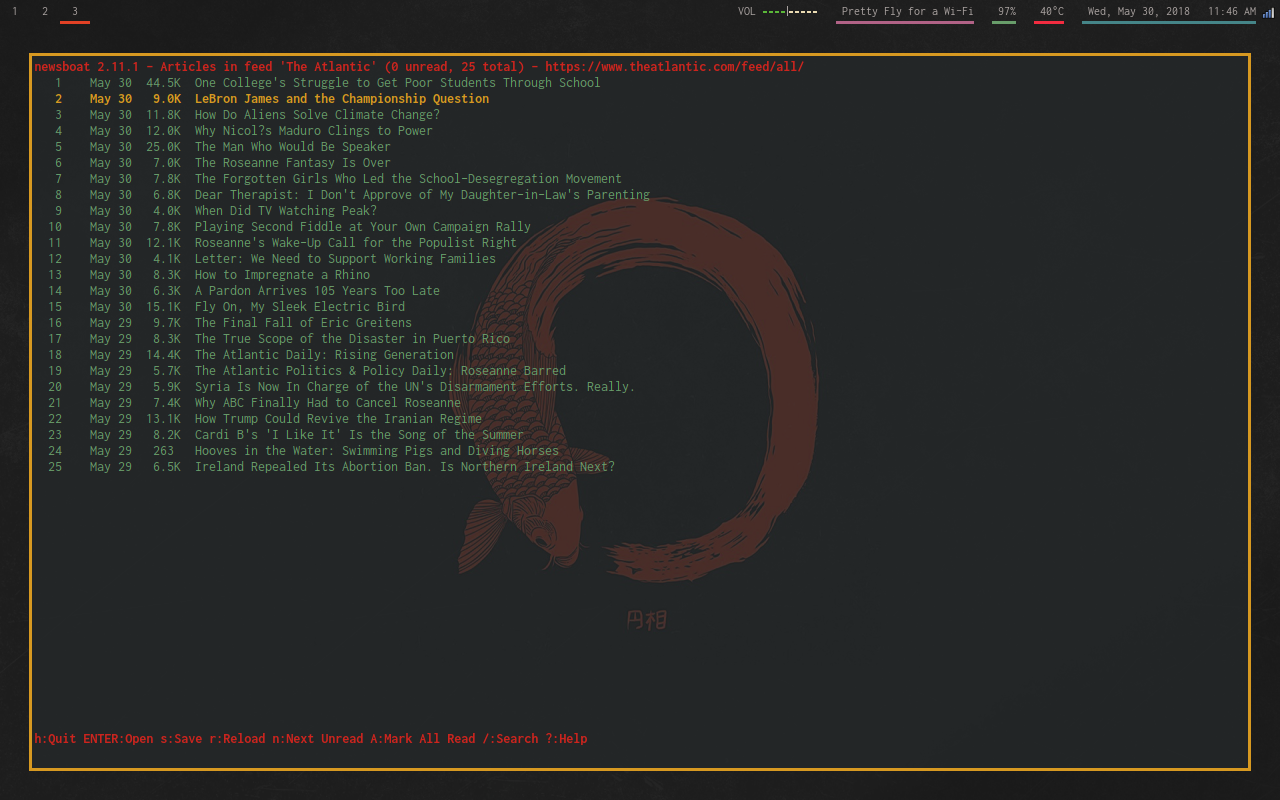 1 2 3 VOL Pretty Fly for a Wi-Fi 97% 40°C Wed, May 30, 2018 11:46 AM
newsboat 2.11.1 - Articles in feed 'The Atlantic' (0 unread, 25 total) - https://www.theatlantic.com/feed/all/
1 May 30 44.5K One College's Struggle to Get Poor Students Through School
2 May 30 9.0K LeBron James and the Championship Question
3 May 30 11.8K How Do Aliens Solve Climate Change?
4 May 30 12.0K Why Nicol?s Maduro Clings to Power
5 May 30 25.0K The Man Who Would Be Speaker
6 May 30 7.0K The Roseanne Fantasy Is Over
7 May 30 7.8K The Forgotten Girls Who Led the School-Desegregation Movement
8 May 30 6.8K Dear Therapist: I Don't Approve of My Daughter-in-Law's Parenting
9 May 30 4.0K When Did TV Watching Peak?
10 May 30 7.8K Playing Second Fiddle at Your Own Campaign Rally
11 May 30 12.1K Roseanne's Wake-Up Call for the Populist Right
12 May 30 4.1K Letter: We Need to Support Working Families
13 May 30 8.3K How to Impregnate a Rhino
14 May 30 6.3K A Pardon Arrives 105 Years Too Late
15 May 30 15.1K Fly On, My Sleek Electric Bird
16 May 29 9.7K The Final Fall of Eric Greitens
17 May 29 8.3K The True Scope of the Disaster in Puerto Rico
18 May 29 14.4K The Atlantic Daily: Rising Generation
19 May 29 5.7K The Atlantic Politics & Policy Daily: Roseanne Barred
20 May 29 5.9K Syria Is Now In Charge of the UN's Disarmament Efforts. Really.
21 May 29 7.4K Why ABC Finally Had to Cancel Roseanne
22 May 29 13.1K How Trump Could Revive the Iranian Regime
23 May 29 8.2K Cardi B's 'I Like It' Is the Song of the Summer
24 May 29 263 Hooves in the Water: Swimming Pigs and Diving Horses
25 May 29 6.5K Ireland Repealed Its Abortion Ban. Is Northern Ireland Next?
円相
h:Quit ENTER:Open s:Save r:Reload n:Next Unread A:Mark All Read /:Search ?:Help